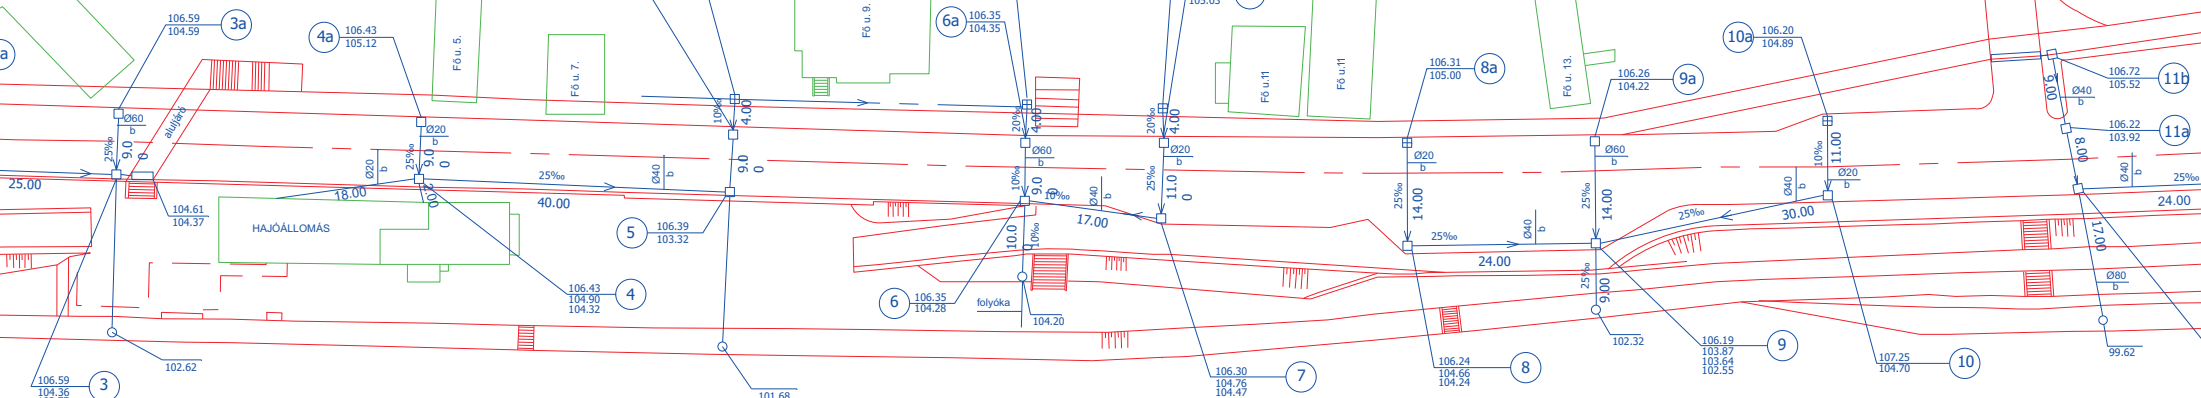 106.59
104.59
3a
4a
106.43
105.12
Fő u. 5.
Fő u. 7.
Fő u. 9.
6a
106.35
104.35
Fő u.11
Fő u.11
106.31
105.00
8a
Fő u. 13.
106.26
104.22
9a
10a
106.20
104.89
106.72
105.52
11b
106.22
103.92
11a
a
aluljáró
Ø60
b
25‰
9.0
0
Ø20
b
25‰
9.0
0
Ø20
b
10‰
4.00
9.0
0
Ø40
b
20‰
4.00
Ø60
b
10‰
9.0
0
20‰
4.00
Ø20
b
25‰
11.0
0
Ø20
b
25‰
14.00
Ø60
b
25‰
14.00
10‰
11.00
Ø20
b
Ø40
b
9.00
Ø40
b
8.00
Ø40
b
25‰
24.00
25.00
18.00
2.00
25‰
40.00
10‰
Ø40
b
17.00
25‰
Ø40
b
24.00
25‰
30.00
17.00
Ø80
b
104.61
104.37
HAJÓÁLLOMÁS
5
106.39
103.32
10.0
0
10‰
25‰
9.00
106.43
104.90
104.32
4
6
106.35
104.28
folyóka
104.20
102.32
102.62
106.59
104.36
3
101.68
106.30
104.76
104.47
7
106.24
104.66
104.24
8
106.19
103.87
103.64
102.55
9
107.25
104.70
10
99.62